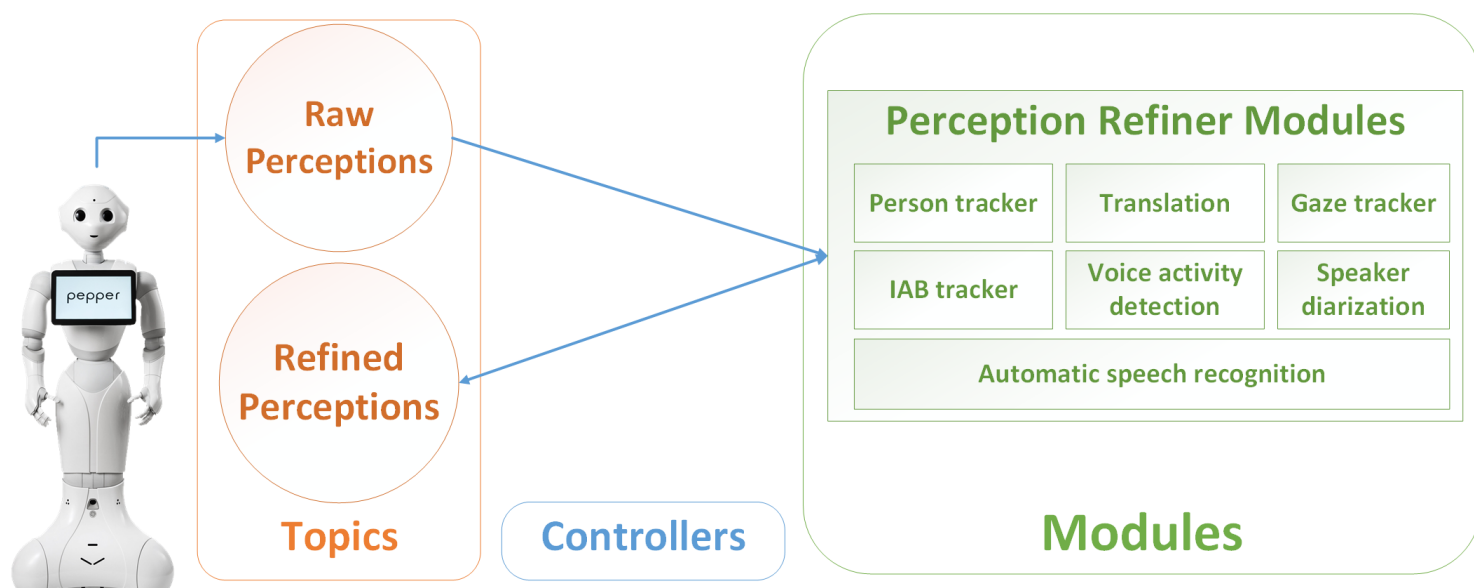 pepper
Raw
Perceptions
Refined
Perceptions
Topics
Controllers
Perception Refiner Modules
Person tracker
Translation
Gaze tracker
IAB tracker
Voice activity
detection
Speaker
diarization
Automatic speech recognition
Modules